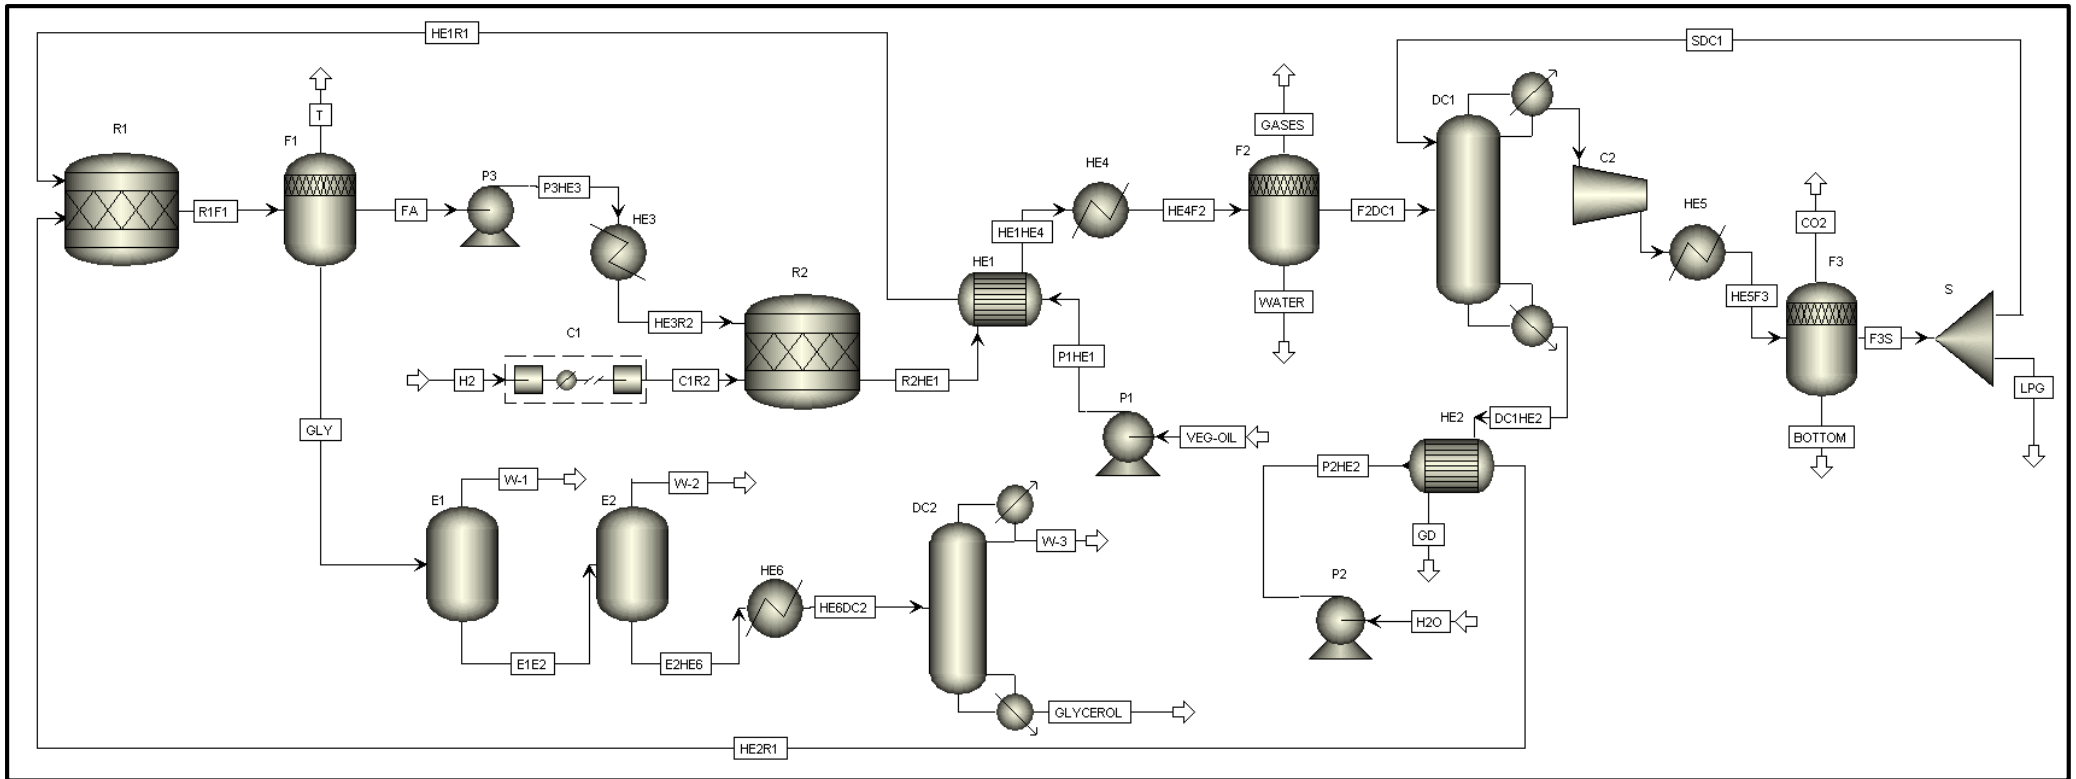 HE1R1
SDC1
T
GASES
DC1
R1
F1
F2
C2
HE4
P3
P3HE3
HE5
CO2
R1F1
FA
HE4F2
F2DC1
HE3
HE1HE4
HE1
F3
R2
HE5F3
S
WATER
HE3R2
C1
P1HE1
F3S
H2
C1R2
R2HE1
LPG
P1
HE2
DC1HE2
GLY
VEG-OIL
BOTTOM
P2HE2
W-1
W-2
E1
E2
DC2
W-3
GD
HE6
P2
HE6DC2
H2O
E1E2
E2HE6
GLYCEROL
HE2R1